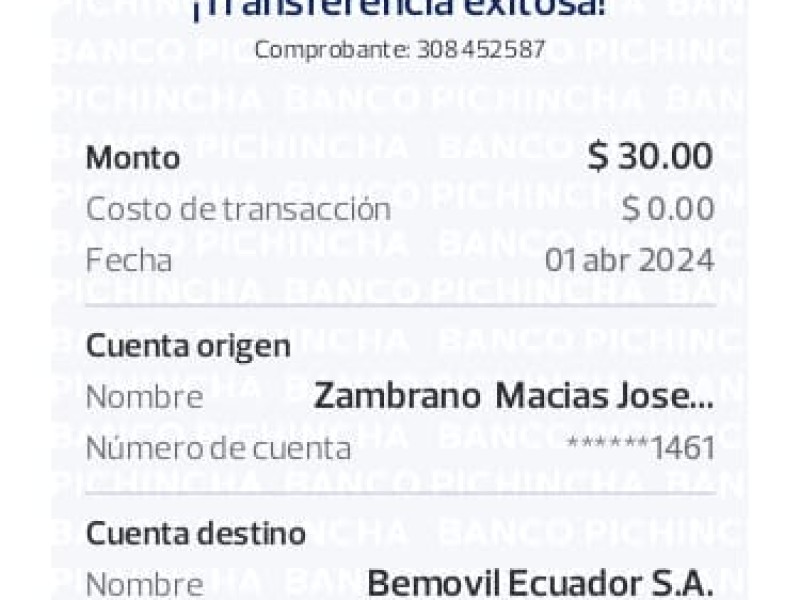 ¡Transferencia exitosa!
Comprobante: 308452587
Monto $ 30.00
Costo de transacción $ 0.00
Fecha 01 abr 2024
Cuenta origen
Nombre Zambrano Macias Jose...
Número de cuenta ******1461
Cuenta destino
Nombre Bemovil Ecuador S.A.